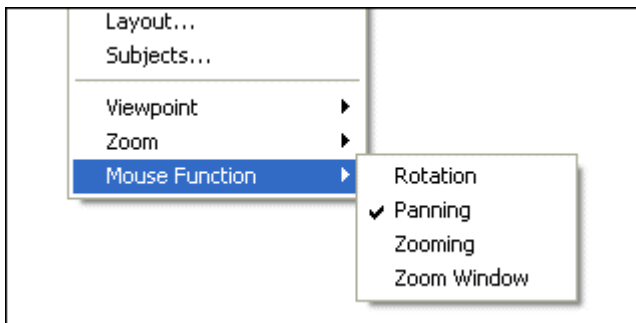 Layout...
Subjects...
Viewpoint
Zoom
Mouse Function
Rotation
Panning
Zooming
Zoom Window